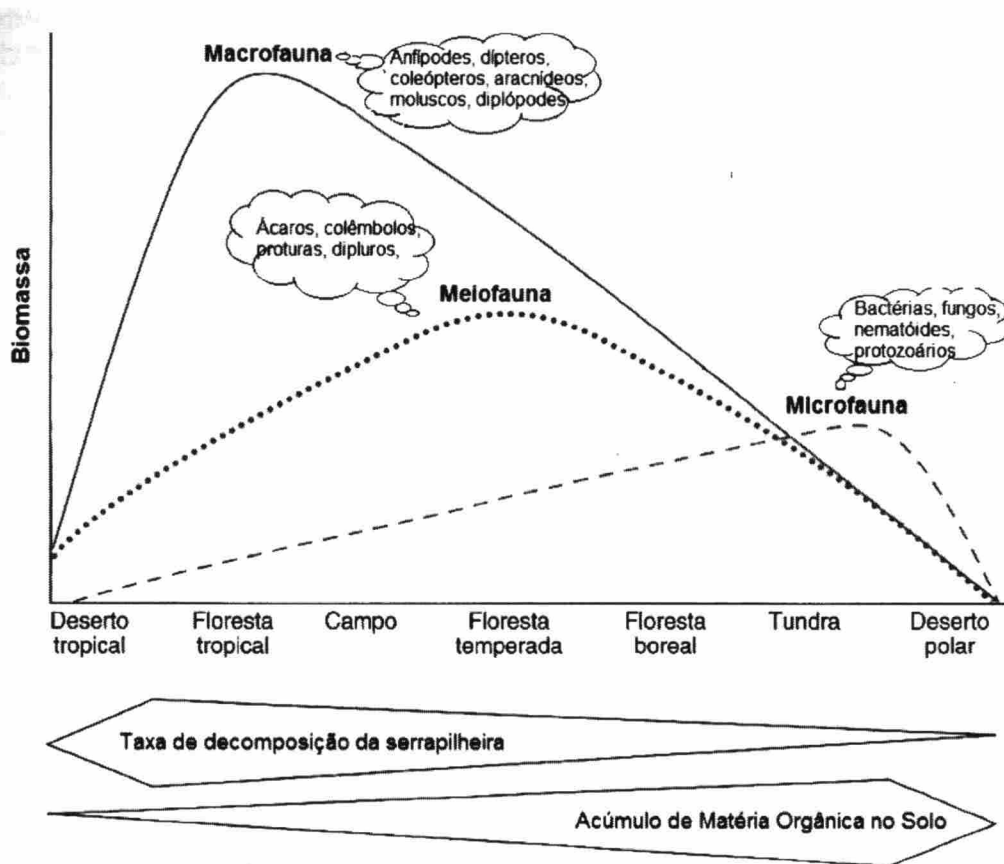 Macrofauna
Anfípodes, dípteros,
coleópteros, aracnídeos,
moluscos, diplópodes
Ácaros, colêmbolos,
proturas, dipluros,
Meiofauna
Bactérias, fungos,
nematóides,
protozoários
Microfauna
Biomassa
Deserto
tropical
Floresta
tropical
Campo
Floresta
temperada
Floresta
boreal
Tundra
Deserto
polar
Taxa de decomposição da serrapilheira
Acúmulo de Matéria Orgânica no Solo